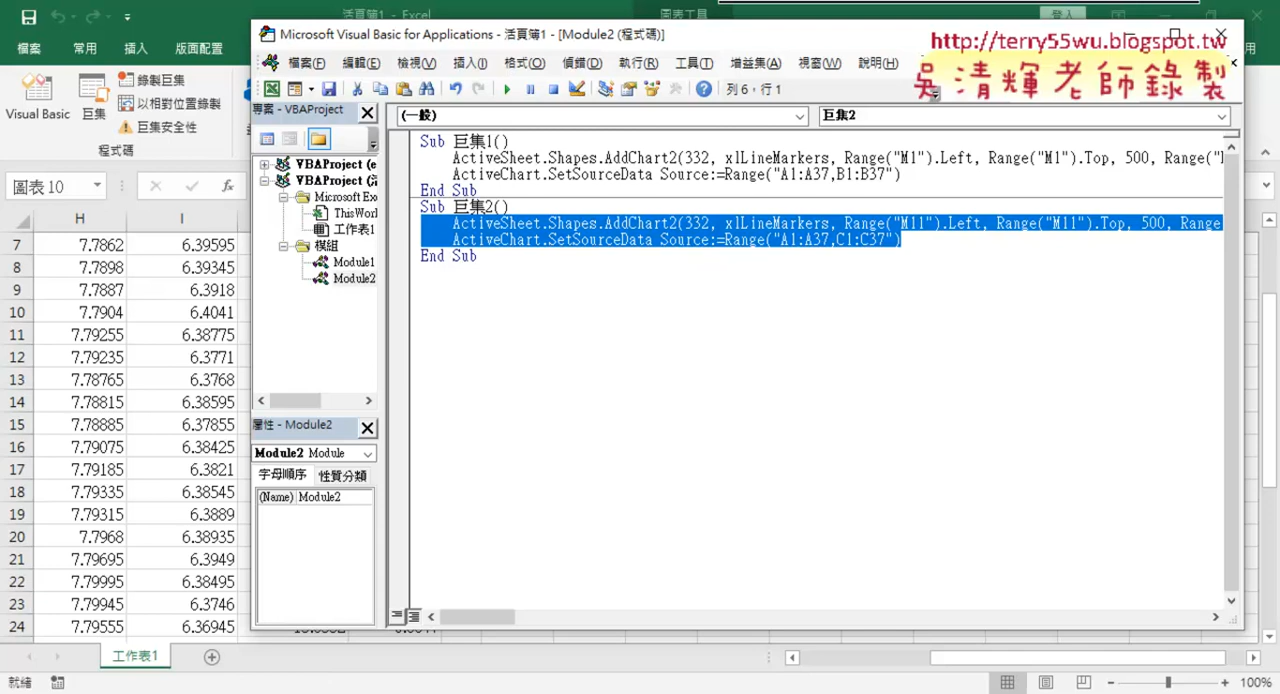 活頁簿1 - Excel
圖表工具
登入
檔案
常用
插入
版面配置
用
Visual Basic
巨集
錄製巨集
以相對位置錄製
巨集安全性
程式碼
圖表 10
fx
Microsoft Visual Basic for Applications - 活頁簿1 - [Module2 (程式碼)]
http://terry55wu.blogspot.tw
吳清輝老師錄製
檔案(F) 編輯(E) 檢視(V) 插入(I) 格式(O) 偵錯(D) 執行(R) 工具(T) 增益集(A) 視窗(W) 說明(H)
列 6，行 1
專案 - VBAProject
VBAProject (e
VBAProject (
Microsoft Ex
ThisWorl
工作表1
模組
Module1
Module2
屬性 - Module2
Module2 Module
字母順序 性質分類
(Name) Module2
(一般)
巨集2
Sub 巨集1()
ActiveSheet.Shapes.AddChart2(332, xlLineMarkers, Range("M1").Left, Range("M1").Top, 500, Range("
ActiveChart.SetSourceData Source:=Range("A1:A37,B1:B37")
End Sub
Sub 巨集2()
ActiveSheet.Shapes.AddChart2(332, xlLineMarkers, Range("M11").Left, Range("M11").Top, 500, Range
ActiveChart.SetSourceData Source:=Range("A1:A37,C1:C37")
End Sub
H I
7 7.7862 6.39595
8 7.7898 6.39345
9 7.7887 6.3918
10 7.7904 6.4041
11 7.79255 6.38775
12 7.79235 6.3771
13 7.78765 6.3768
14 7.78815 6.38595
15 7.78885 6.37855
16 7.79075 6.38425
17 7.79185 6.3821
18 7.79335 6.38545
19 7.79315 6.3889
20 7.7968 6.38935
21 7.79695 6.3949
22 7.79995 6.38495
23 7.79945 6.3746
24 7.79555 6.36945
工作表1
就緒
100%